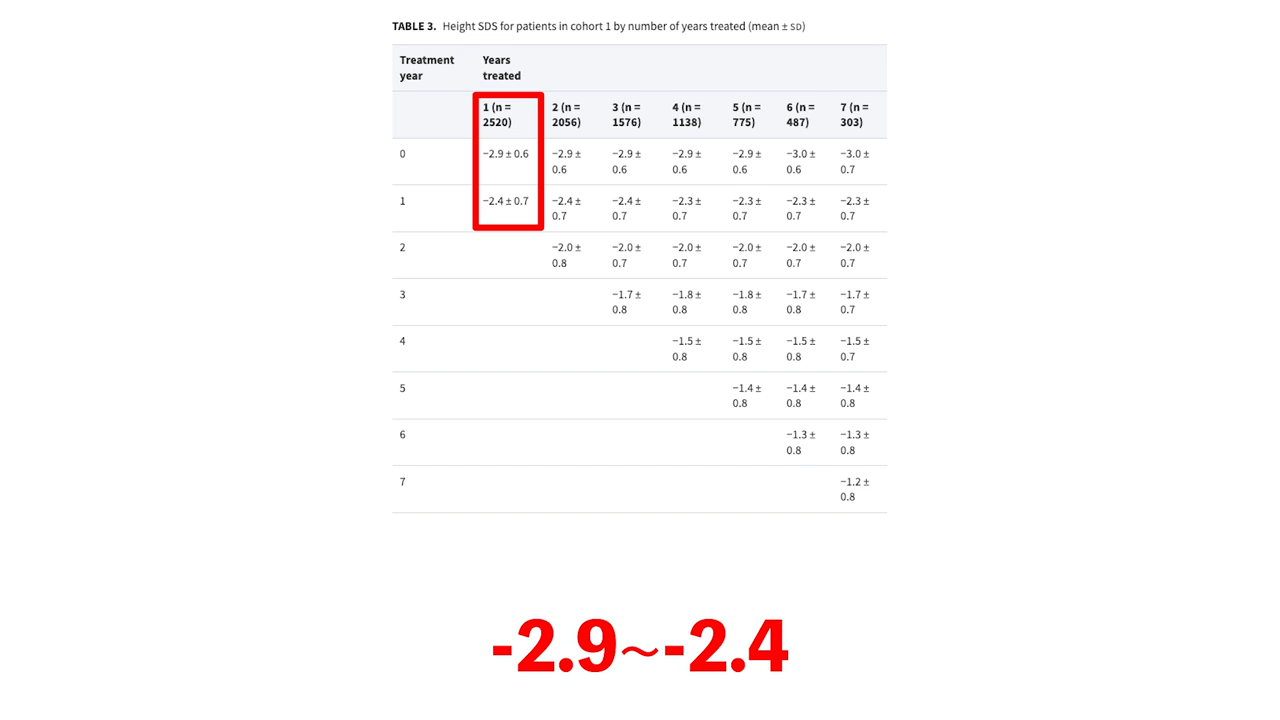 TABLE 3. Height SDS for patients in cohort 1 by number of years treated (mean ± SD)
Treatment year Years treated
1 (n = 2520) 2 (n = 2056) 3 (n = 1576) 4 (n = 1138) 5 (n = 775) 6 (n = 487) 7 (n = 303)
0 −2.9 ± 0.6 −2.9 ± 0.6 −2.9 ± 0.6 −2.9 ± 0.6 −2.9 ± 0.6 −3.0 ± 0.6 −3.0 ± 0.7
1 −2.4 ± 0.7 −2.4 ± 0.7 −2.4 ± 0.7 −2.3 ± 0.7 −2.3 ± 0.7 −2.3 ± 0.7 −2.3 ± 0.7
2 −2.0 ± 0.8 −2.0 ± 0.7 −2.0 ± 0.7 −2.0 ± 0.7 −2.0 ± 0.7 −2.0 ± 0.7
3 −1.7 ± 0.8 −1.8 ± 0.8 −1.8 ± 0.8 −1.7 ± 0.8 −1.7 ± 0.7
4 −1.5 ± 0.8 −1.5 ± 0.8 −1.5 ± 0.8 −1.5 ± 0.7
5 −1.4 ± 0.8 −1.4 ± 0.8 −1.4 ± 0.8
6 −1.3 ± 0.8 −1.3 ± 0.8
7 −1.2 ± 0.8
-2.9〜-2.4